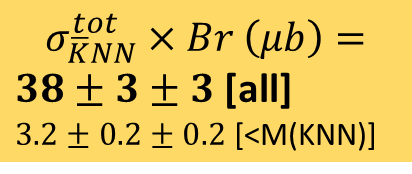 σ^{tot}_{K̅NN} × Br (μb) =
38 ± 3 ± 3 [all]
3.2 ± 0.2 ± 0.2 [<M(KNN)]